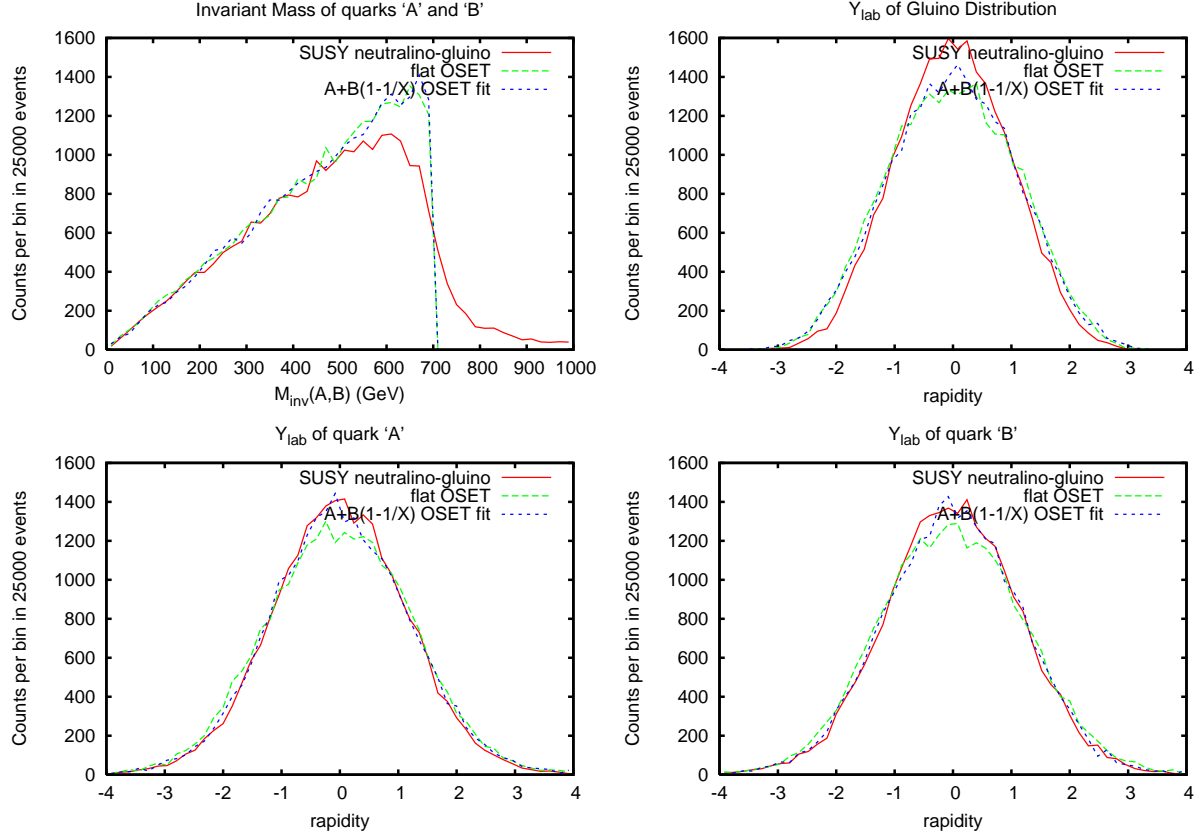 Invariant Mass of quarks ‘A’ and ‘B’
1600
1400
1200
1000
800
600
400
200
0
Counts per bin in 25000 events
SUSY neutralino-gluino
flat OSET
A+B(1-1/X) OSET fit
0 100 200 300 400 500 600 700 800 900 1000
M_inv(A,B) (GeV)
Y_lab of Gluino Distribution
1600
1400
1200
1000
800
600
400
200
0
Counts per bin in 25000 events
SUSY neutralino-gluino
flat OSET
A+B(1-1/X) OSET fit
-4 -3 -2 -1 0 1 2 3 4
rapidity
Y_lab of quark ‘A’
1600
1400
1200
1000
800
600
400
200
0
Counts per bin in 25000 events
SUSY neutralino-gluino
flat OSET
A+B(1-1/X) OSET fit
-4 -3 -2 -1 0 1 2 3 4
rapidity
Y_lab of quark ‘B’
1600
1400
1200
1000
800
600
400
200
0
Counts per bin in 25000 events
SUSY neutralino-gluino
flat OSET
A+B(1-1/X) OSET fit
-4 -3 -2 -1 0 1 2 3 4
rapidity